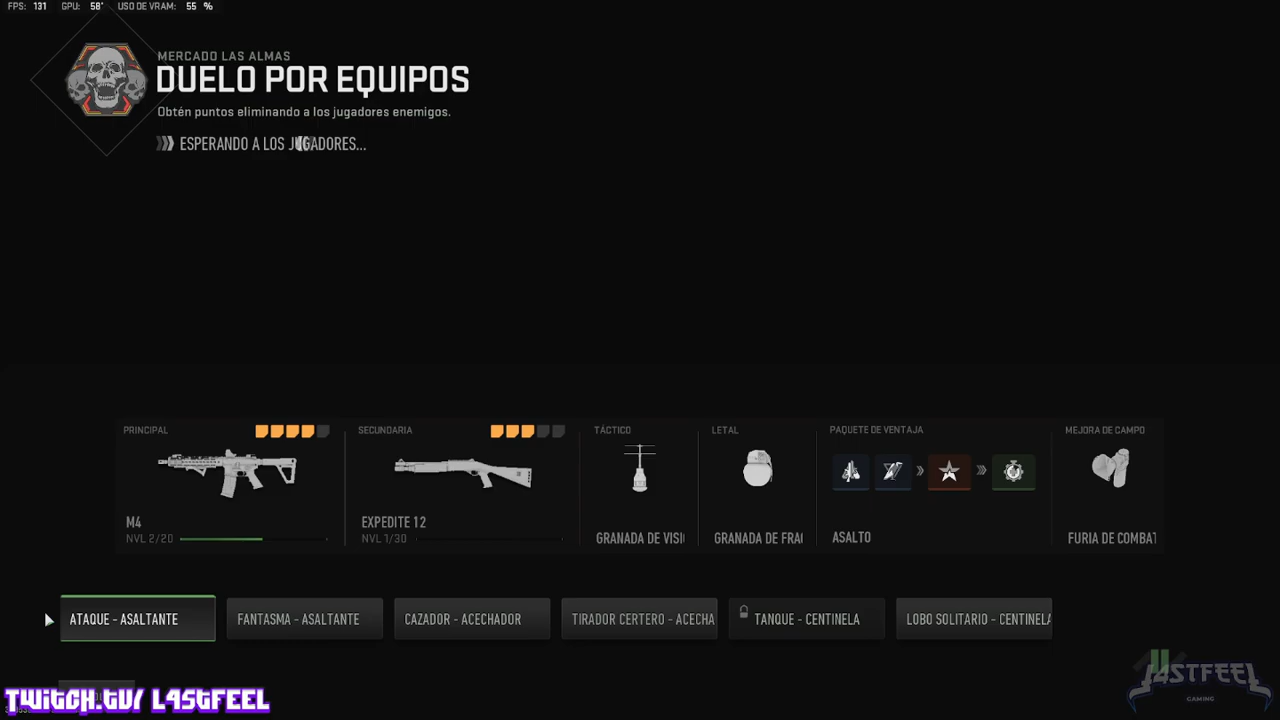 FPS: 131 GPU: 58° USO DE VRAM: 55 %
MERCADO LAS ALMAS
DUELO POR EQUIPOS
Obtén puntos eliminando a los jugadores enemigos.
ESPERANDO A LOS JUGADORES...
PRINCIPAL SECUNDARIA TÁCTICO LETAL PAQUETE DE VENTAJA MEJORA DE CAMPO
M4 EXPEDITE 12
NVL 2/20 NVL 1/30
GRANADA DE VISI GRANADA DE FRA ASALTO FURIA DE COMBAT
ATAQUE - ASALTANTE FANTASMA - ASALTANTE CAZADOR - ACECHADOR TIRADOR CERTERO - ACECHA TANQUE - CENTINELA LOBO SOLITARIO - CENTINELA
TWITCH.TV/ L4STFEEL
L4STFEEL
GAMING